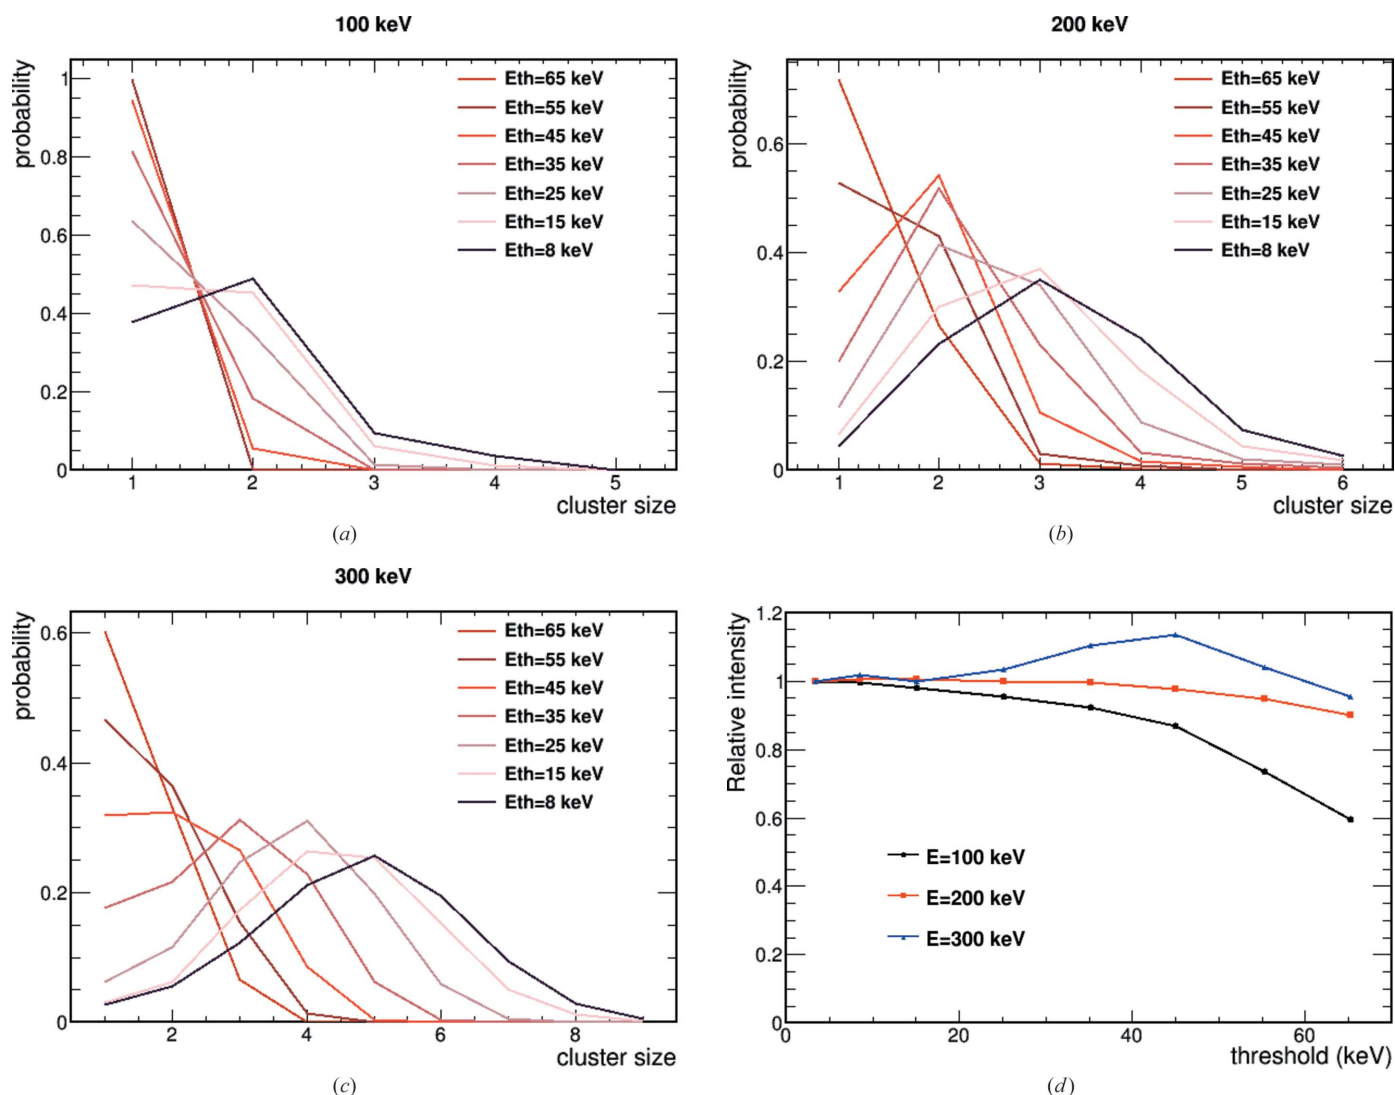 100 keV
probability
1
0.8
0.6
0.4
0.2
0
1 2 3 4 5
cluster size
Eth=65 keV
Eth=55 keV
Eth=45 keV
Eth=35 keV
Eth=25 keV
Eth=15 keV
Eth=8 keV
(a)
200 keV
probability
0.6
0.4
0.2
0
1 2 3 4 5 6
cluster size
Eth=65 keV
Eth=55 keV
Eth=45 keV
Eth=35 keV
Eth=25 keV
Eth=15 keV
Eth=8 keV
(b)
300 keV
probability
0.6
0.4
0.2
0
2 4 6 8
cluster size
Eth=65 keV
Eth=55 keV
Eth=45 keV
Eth=35 keV
Eth=25 keV
Eth=15 keV
Eth=8 keV
(c)
Relative intensity
1.2
1
0.8
0.6
0.4
0.2
0
0 20 40 60
threshold (keV)
E=100 keV
E=200 keV
E=300 keV
(d)